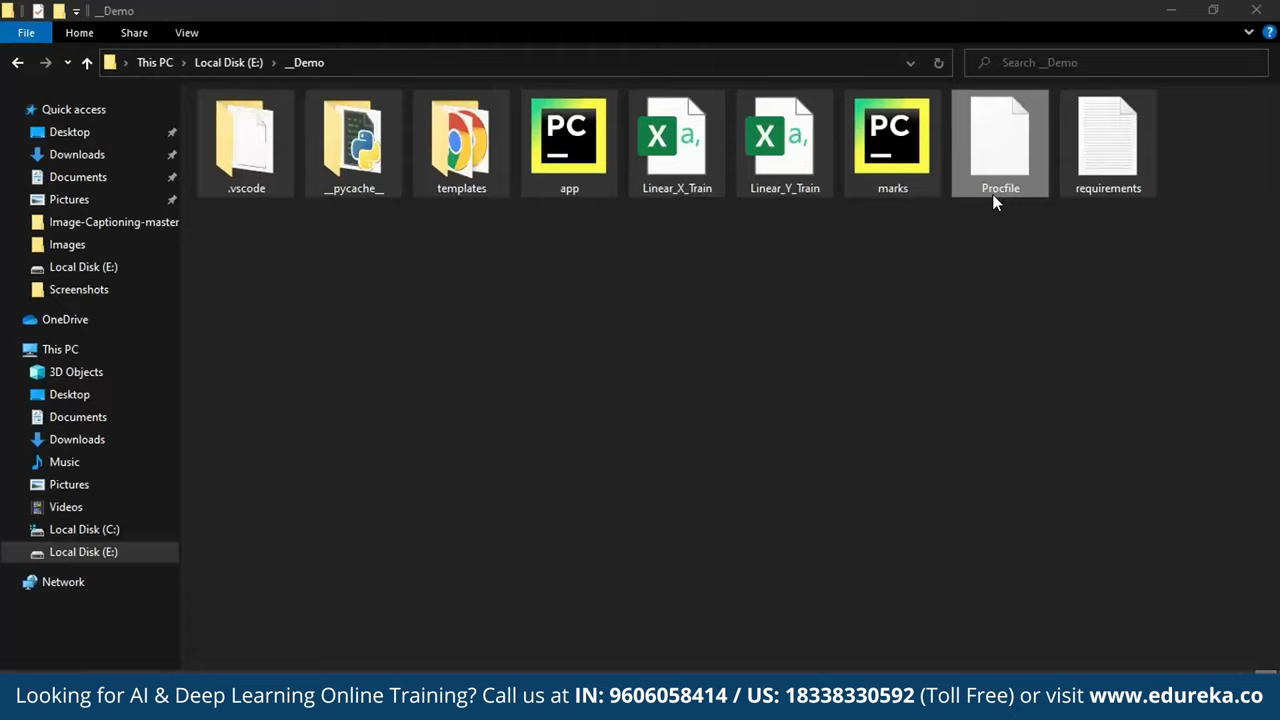 __Demo
File Home Share View
This PC Local Disk (E:) __Demo
Search __Demo
Quick access
Desktop
Downloads
Documents
Pictures
Image-Captioning-master
Images
Local Disk (E:)
Screenshots
OneDrive
This PC
3D Objects
Desktop
Documents
Downloads
Music
Pictures
Videos
Local Disk (C:)
Local Disk (E:)
Network
PC
X a,
X a,
PC
.vscode __pycache__ templates app Linear_X_Train Linear_Y_Train marks Procfile requirements
Looking for AI & Deep Learning Online Training? Call us at IN: 9606058414 / US: 18338330592 (Toll Free) or visit www.edureka.co